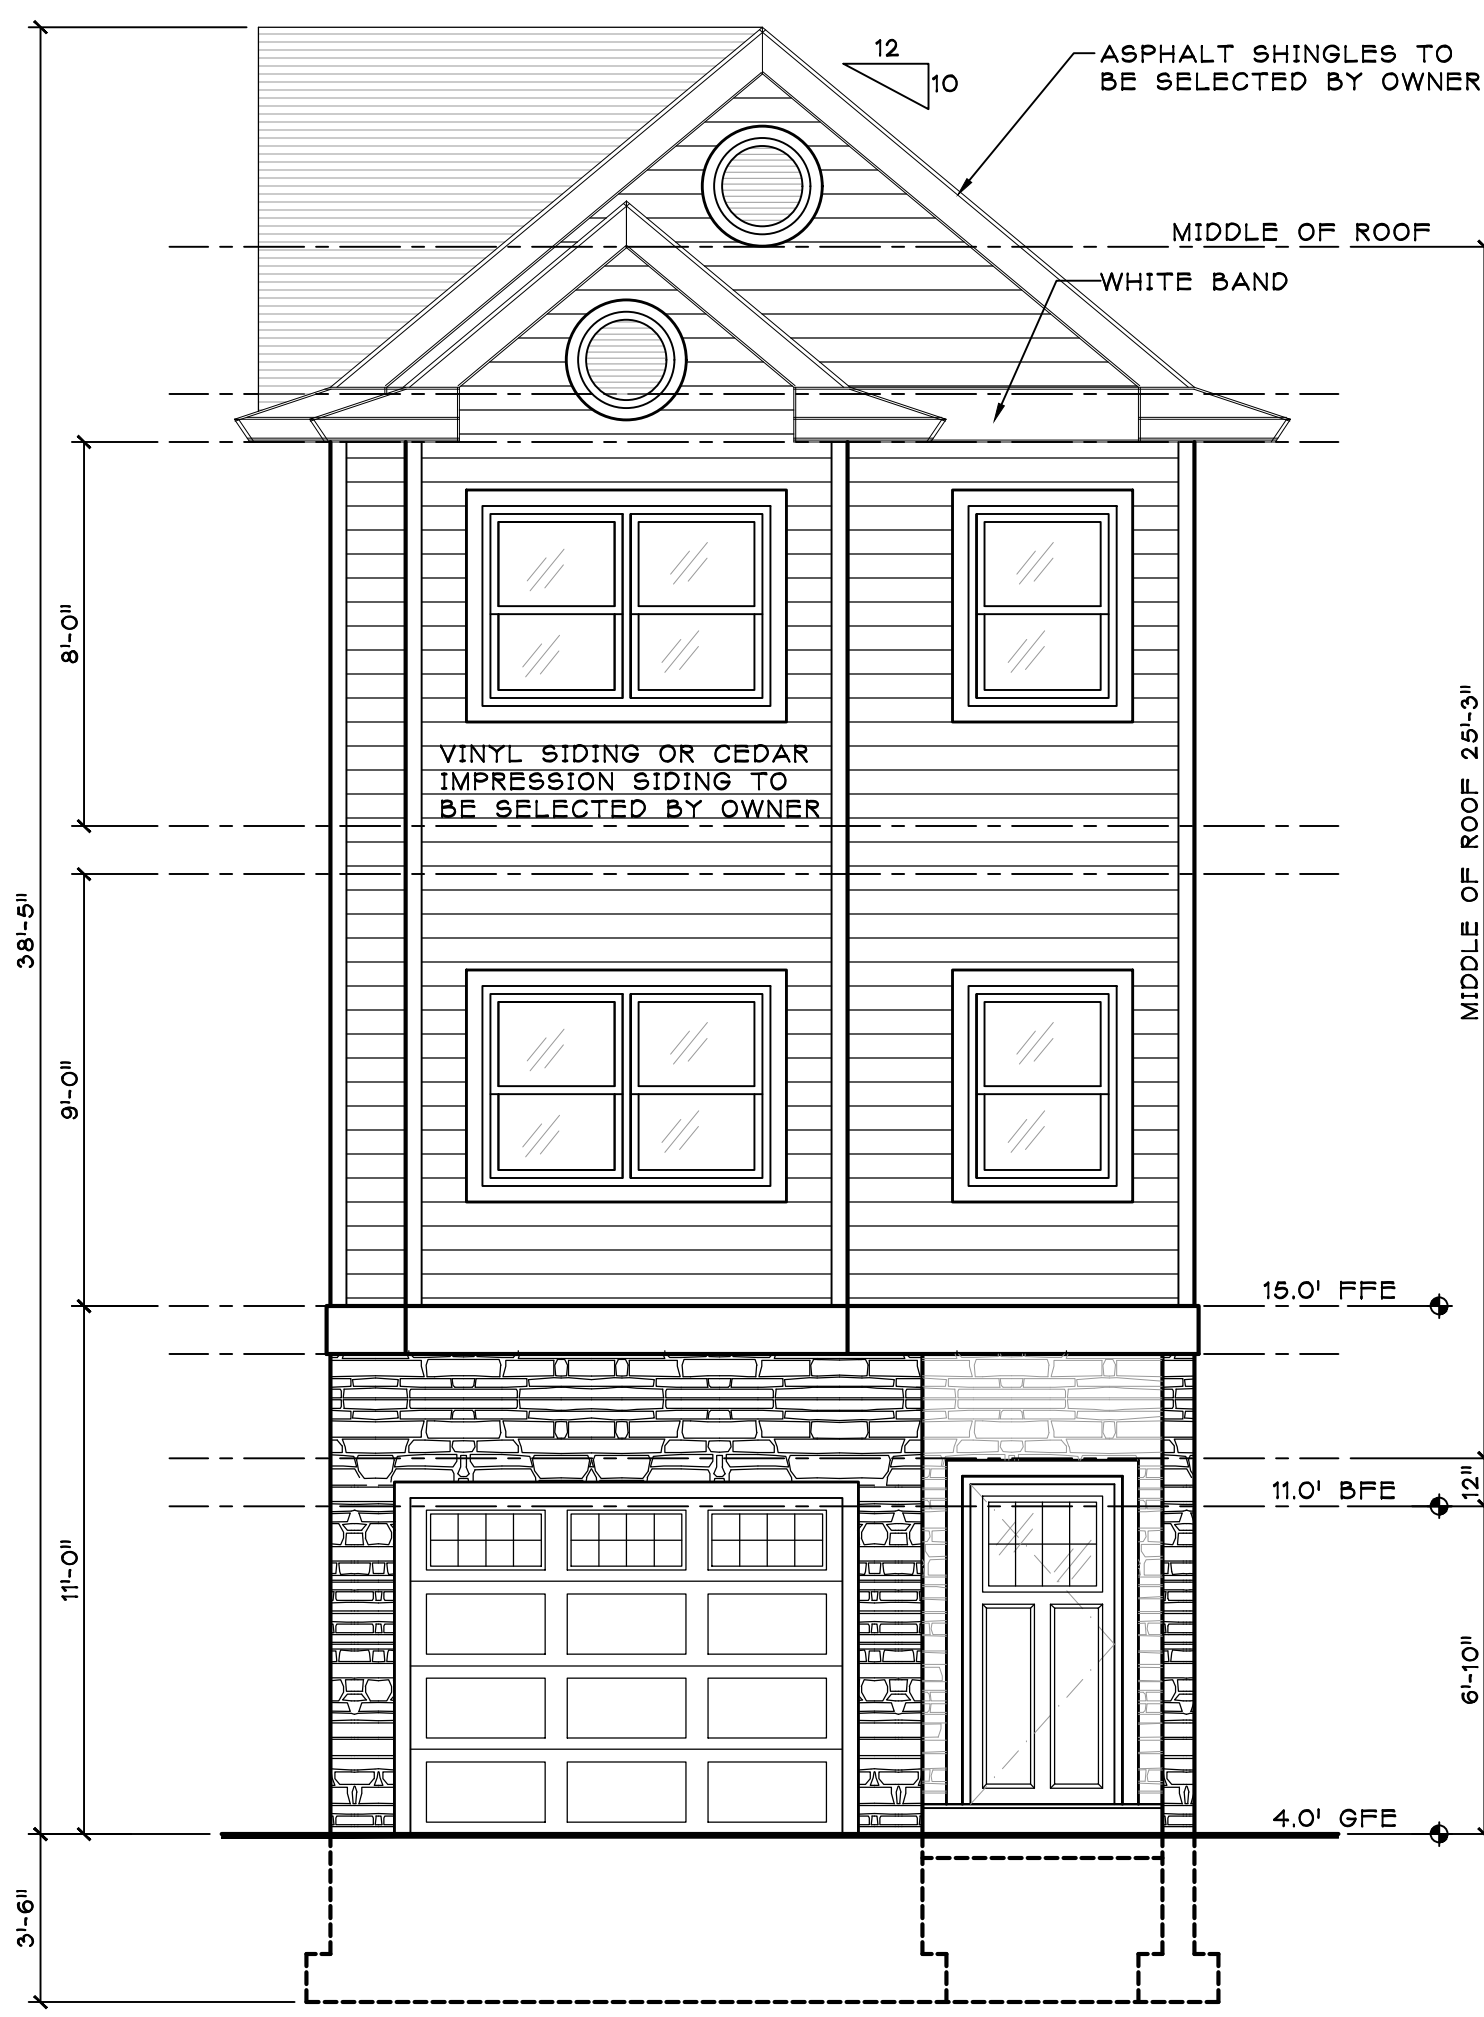 12
10
ASPHALT SHINGLES TO
BE SELECTED BY OWNER
MIDDLE OF ROOF
WHITE BAND
8'-0"
VINYL SIDING OR CEDAR
IMPRESSION SIDING TO
BE SELECTED BY OWNER
MIDDLE OF ROOF 25'-3"
38'-5"
9'-0"
15.0' FFE
12"
11.0' BFE
11'-0"
6'-10"
4.0' GFE
3'-6"